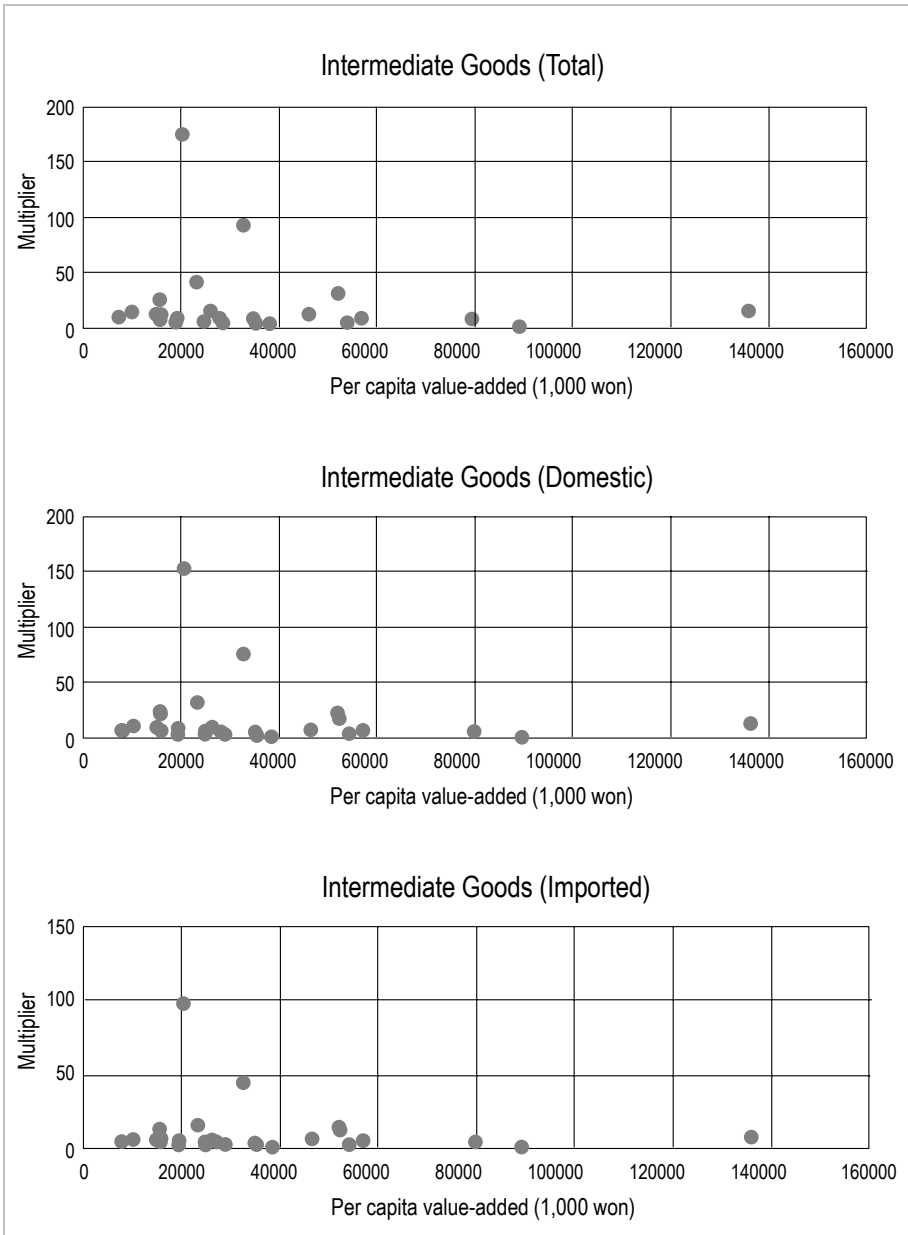 Intermediate Goods (Total)
200
150
100
50
0
Multiplier
0 20000 40000 60000 80000 100000 120000 140000 160000
Per capita value-added (1,000 won)
Intermediate Goods (Domestic)
200
150
100
50
0
Multiplier
0 20000 40000 60000 80000 100000 120000 140000 160000
Per capita value-added (1,000 won)
Intermediate Goods (Imported)
150
100
50
0
Multiplier
0 20000 40000 60000 80000 100000 120000 140000 160000
Per capita value-added (1,000 won)